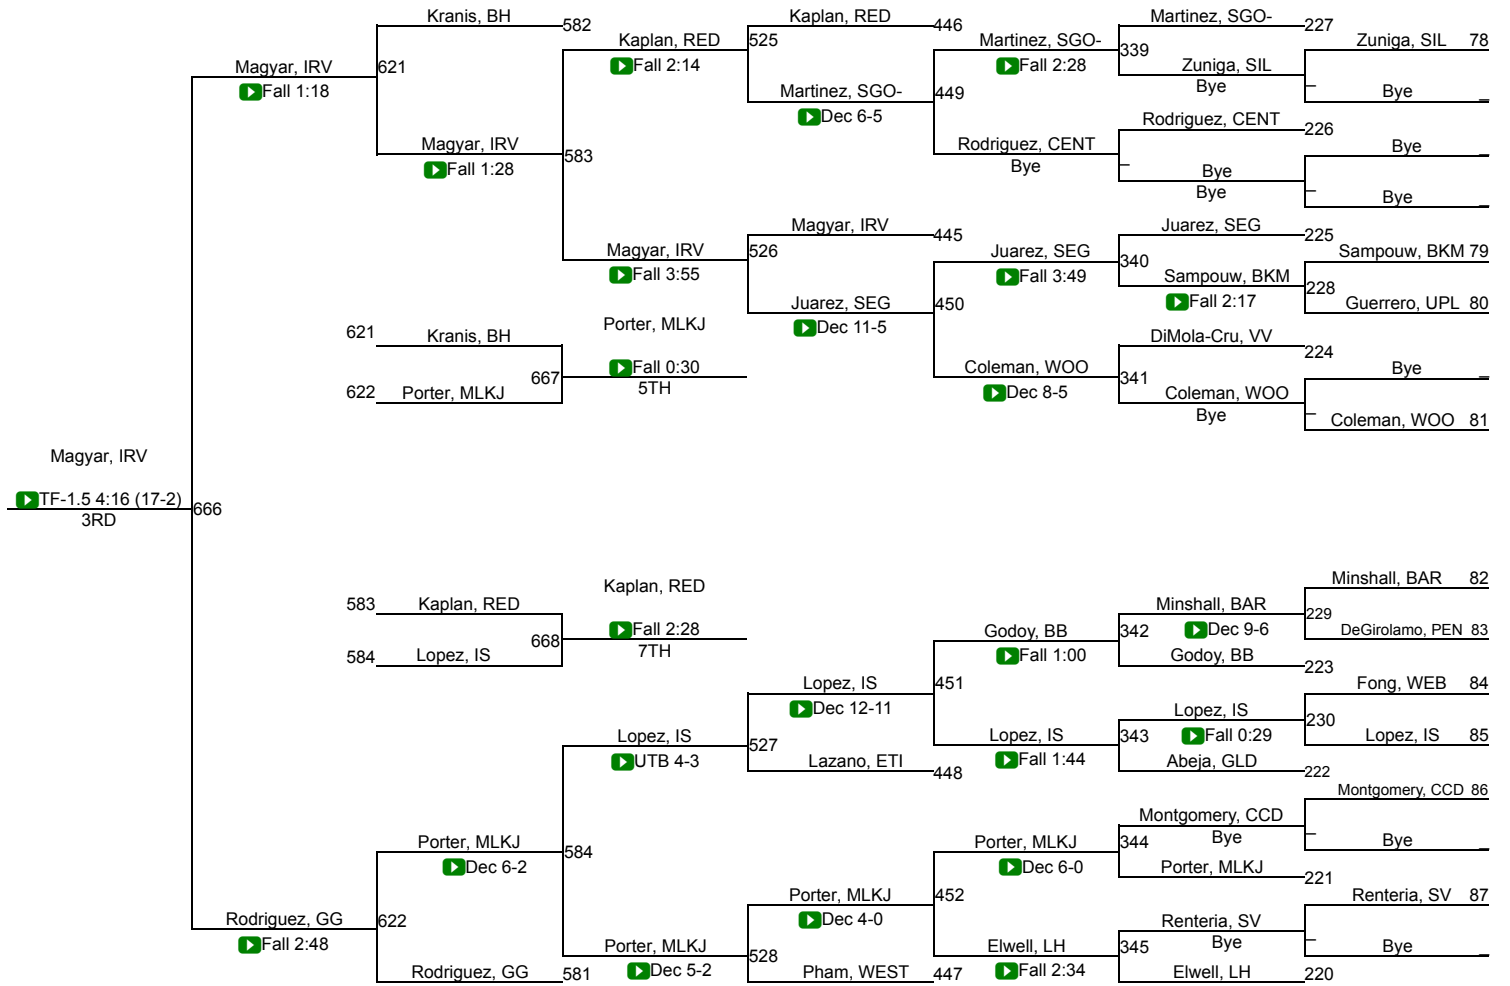 Kranis, BH
582
Kaplan, RED
446
Martinez, SGO-
227
Kaplan, RED
525
Martinez, SGO-
339
Zuniga, SIL 78
Magyar, IRV
621
Fall 2:14
Fall 2:28
Zuniga, SIL
Fall 1:18
Martinez, SGO-
449
Bye
Bye
Dec 6-5
Rodriguez, CENT
226
Magyar, IRV
583
Rodriguez, CENT
Bye
Fall 1:28
Bye
Bye
Bye
Bye
Magyar, IRV
445
Juarez, SEG
225
Magyar, IRV
526
Juarez, SEG
340
Sampouw, BKM 79
Fall 3:55
Fall 3:49
Sampouw, BKM
228
Juarez, SEG
450
Fall 2:17
Guerrero, UPL 80
621
Kranis, BH
Porter, MLKJ
Dec 11-5
DiMola-Cru, VV
224
667
Fall 0:30
Coleman, WOO
341
Bye
622
Porter, MLKJ
5TH
Dec 8-5
Coleman, WOO
Bye
Coleman, WOO 81
Magyar, IRV
TF-1.5 4:16 (17-2)
666
3RD
Kaplan, RED
Minshall, BAR 82
583
Kaplan, RED
Minshall, BAR
229
668
Fall 2:28
Godoy, BB
342
Dec 9-6
DeGirolamo, PEN 83
584
Lopez, IS
7TH
Fall 1:00
Godoy, BB
223
Lopez, IS
451
Fong, WEB 84
Dec 12-11
Lopez, IS
230
Lopez, IS
527
Lopez, IS
343
Fall 0:29
Lopez, IS 85
UTB 4-3
Lazano, ETI
448
Fall 1:44
Abeja, GLD
222
Montgomery, CCD 86
Montgomery, CCD
Porter, MLKJ
584
Porter, MLKJ
344
Bye
Bye
Dec 6-2
Dec 6-0
Porter, MLKJ
221
Porter, MLKJ
452
Renteria, SV 87
Rodriguez, GG
622
Dec 4-0
Renteria, SV
Fall 2:48
Porter, MLKJ
528
Elwell, LH
345
Bye
Bye
Rodriguez, GG
581
Dec 5-2
Pham, WEST
447
Fall 2:34
Elwell, LH
220